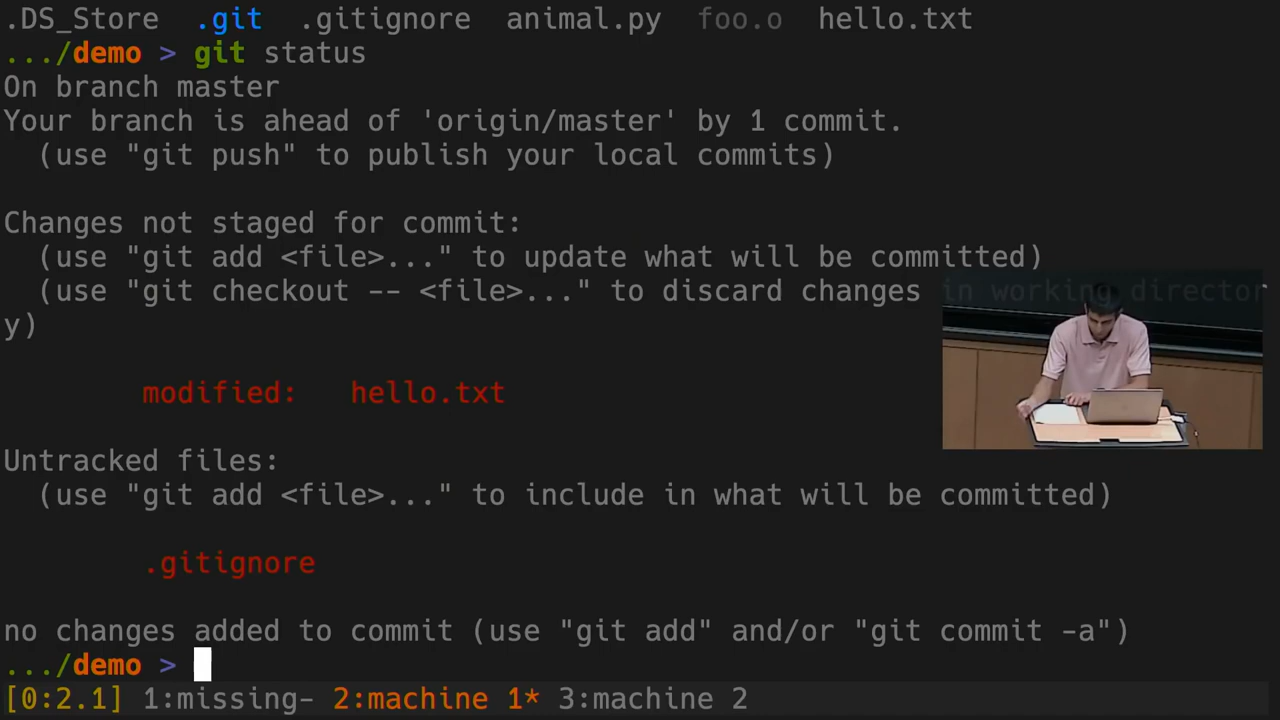 .DS_Store .git .gitignore animal.py foo.o hello.txt
.../demo > git status
On branch master
Your branch is ahead of 'origin/master' by 1 commit.
(use "git push" to publish your local commits)
Changes not staged for commit:
(use "git add <file>..." to update what will be committed)
(use "git checkout -- <file>..." to discard changes in working director
y)
modified: hello.txt
Untracked files:
(use "git add <file>..." to include in what will be committed)
.gitignore
no changes added to commit (use "git add" and/or "git commit -a")
.../demo >
[0:2.1] 1:missing- 2:machine 1* 3:machine 2